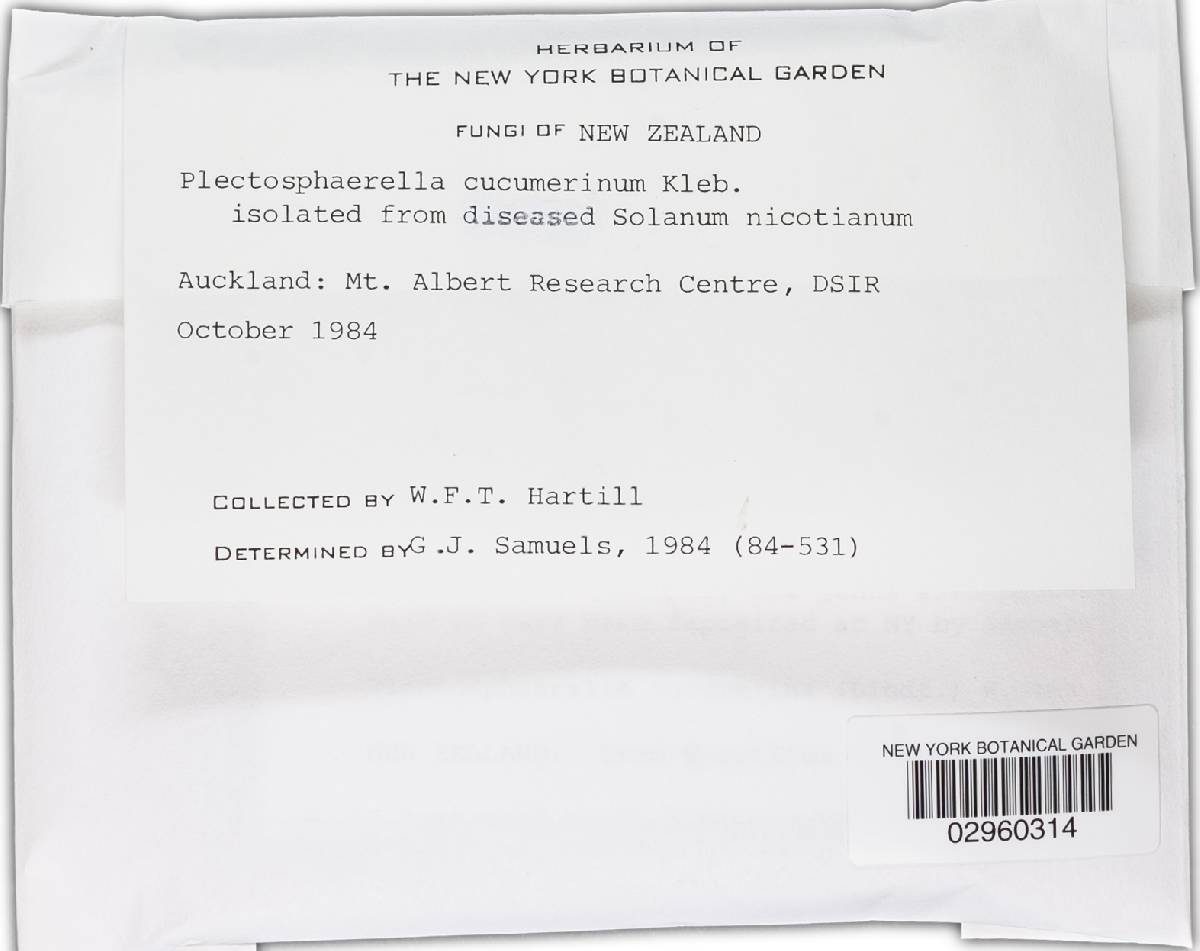 HERBARIUM OF
THE NEW YORK BOTANICAL GARDEN
FUNGI OF NEW ZEALAND
Plectosphaerella cucumerinum Kleb.
isolated from diseased Solanum nicotianum
Auckland: Mt. Albert Research Centre, DSIR
October 1984
COLLECTED BY W.F.T. Hartill
DETERMINED BY G.J. Samuels, 1984 (84-531)
NEW YORK BOTANICAL GARDEN
02960314